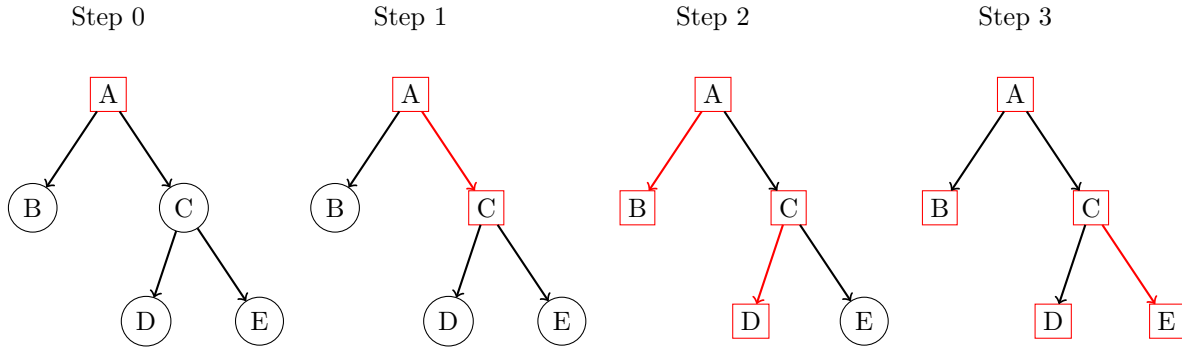 Step 0 Step 1 Step 2 Step 3
A A A A
B C B C B C B C
D E D E D E D E